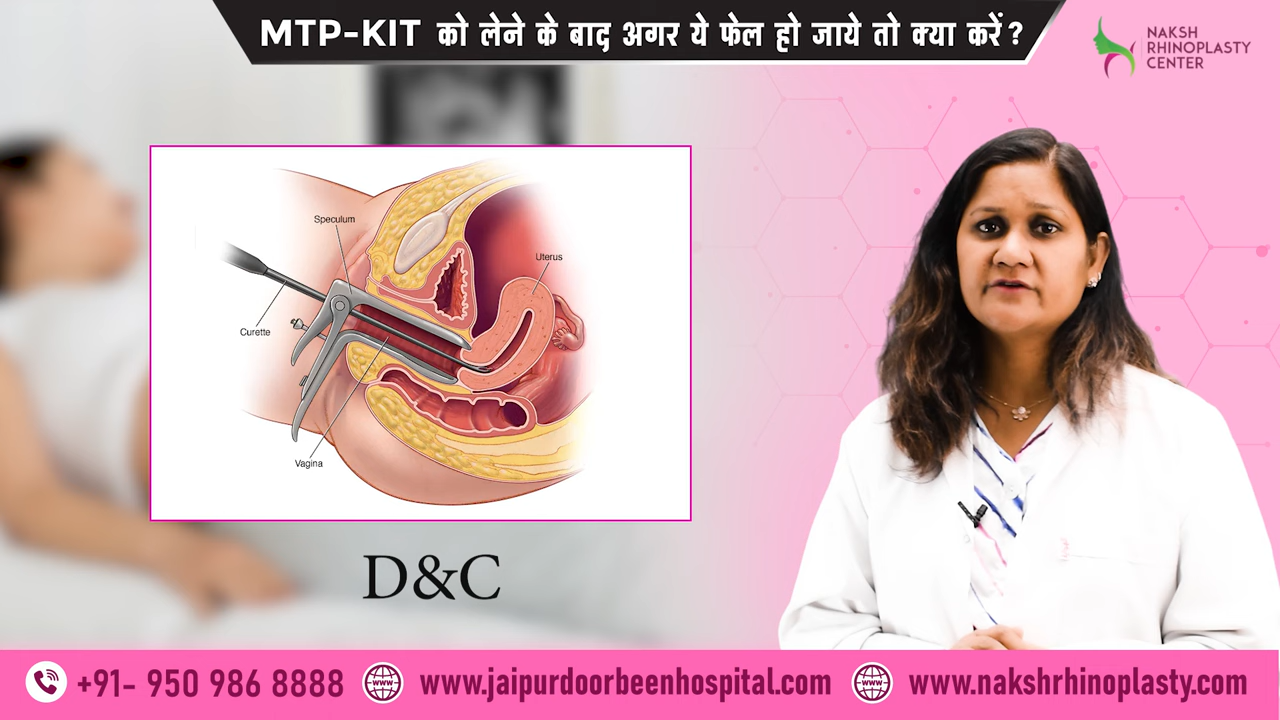 MTP-KIT को लेने के बाद अगर ये फेल हो जाये तो क्या करें?
NAKSH
RHINOPLASTY
CENTER
Speculum
Uterus
Curette
Vagina
D&C
+91- 950 986 8888
www.jaipurdoorbeenhospital.com
www.nakshrhinoplasty.com